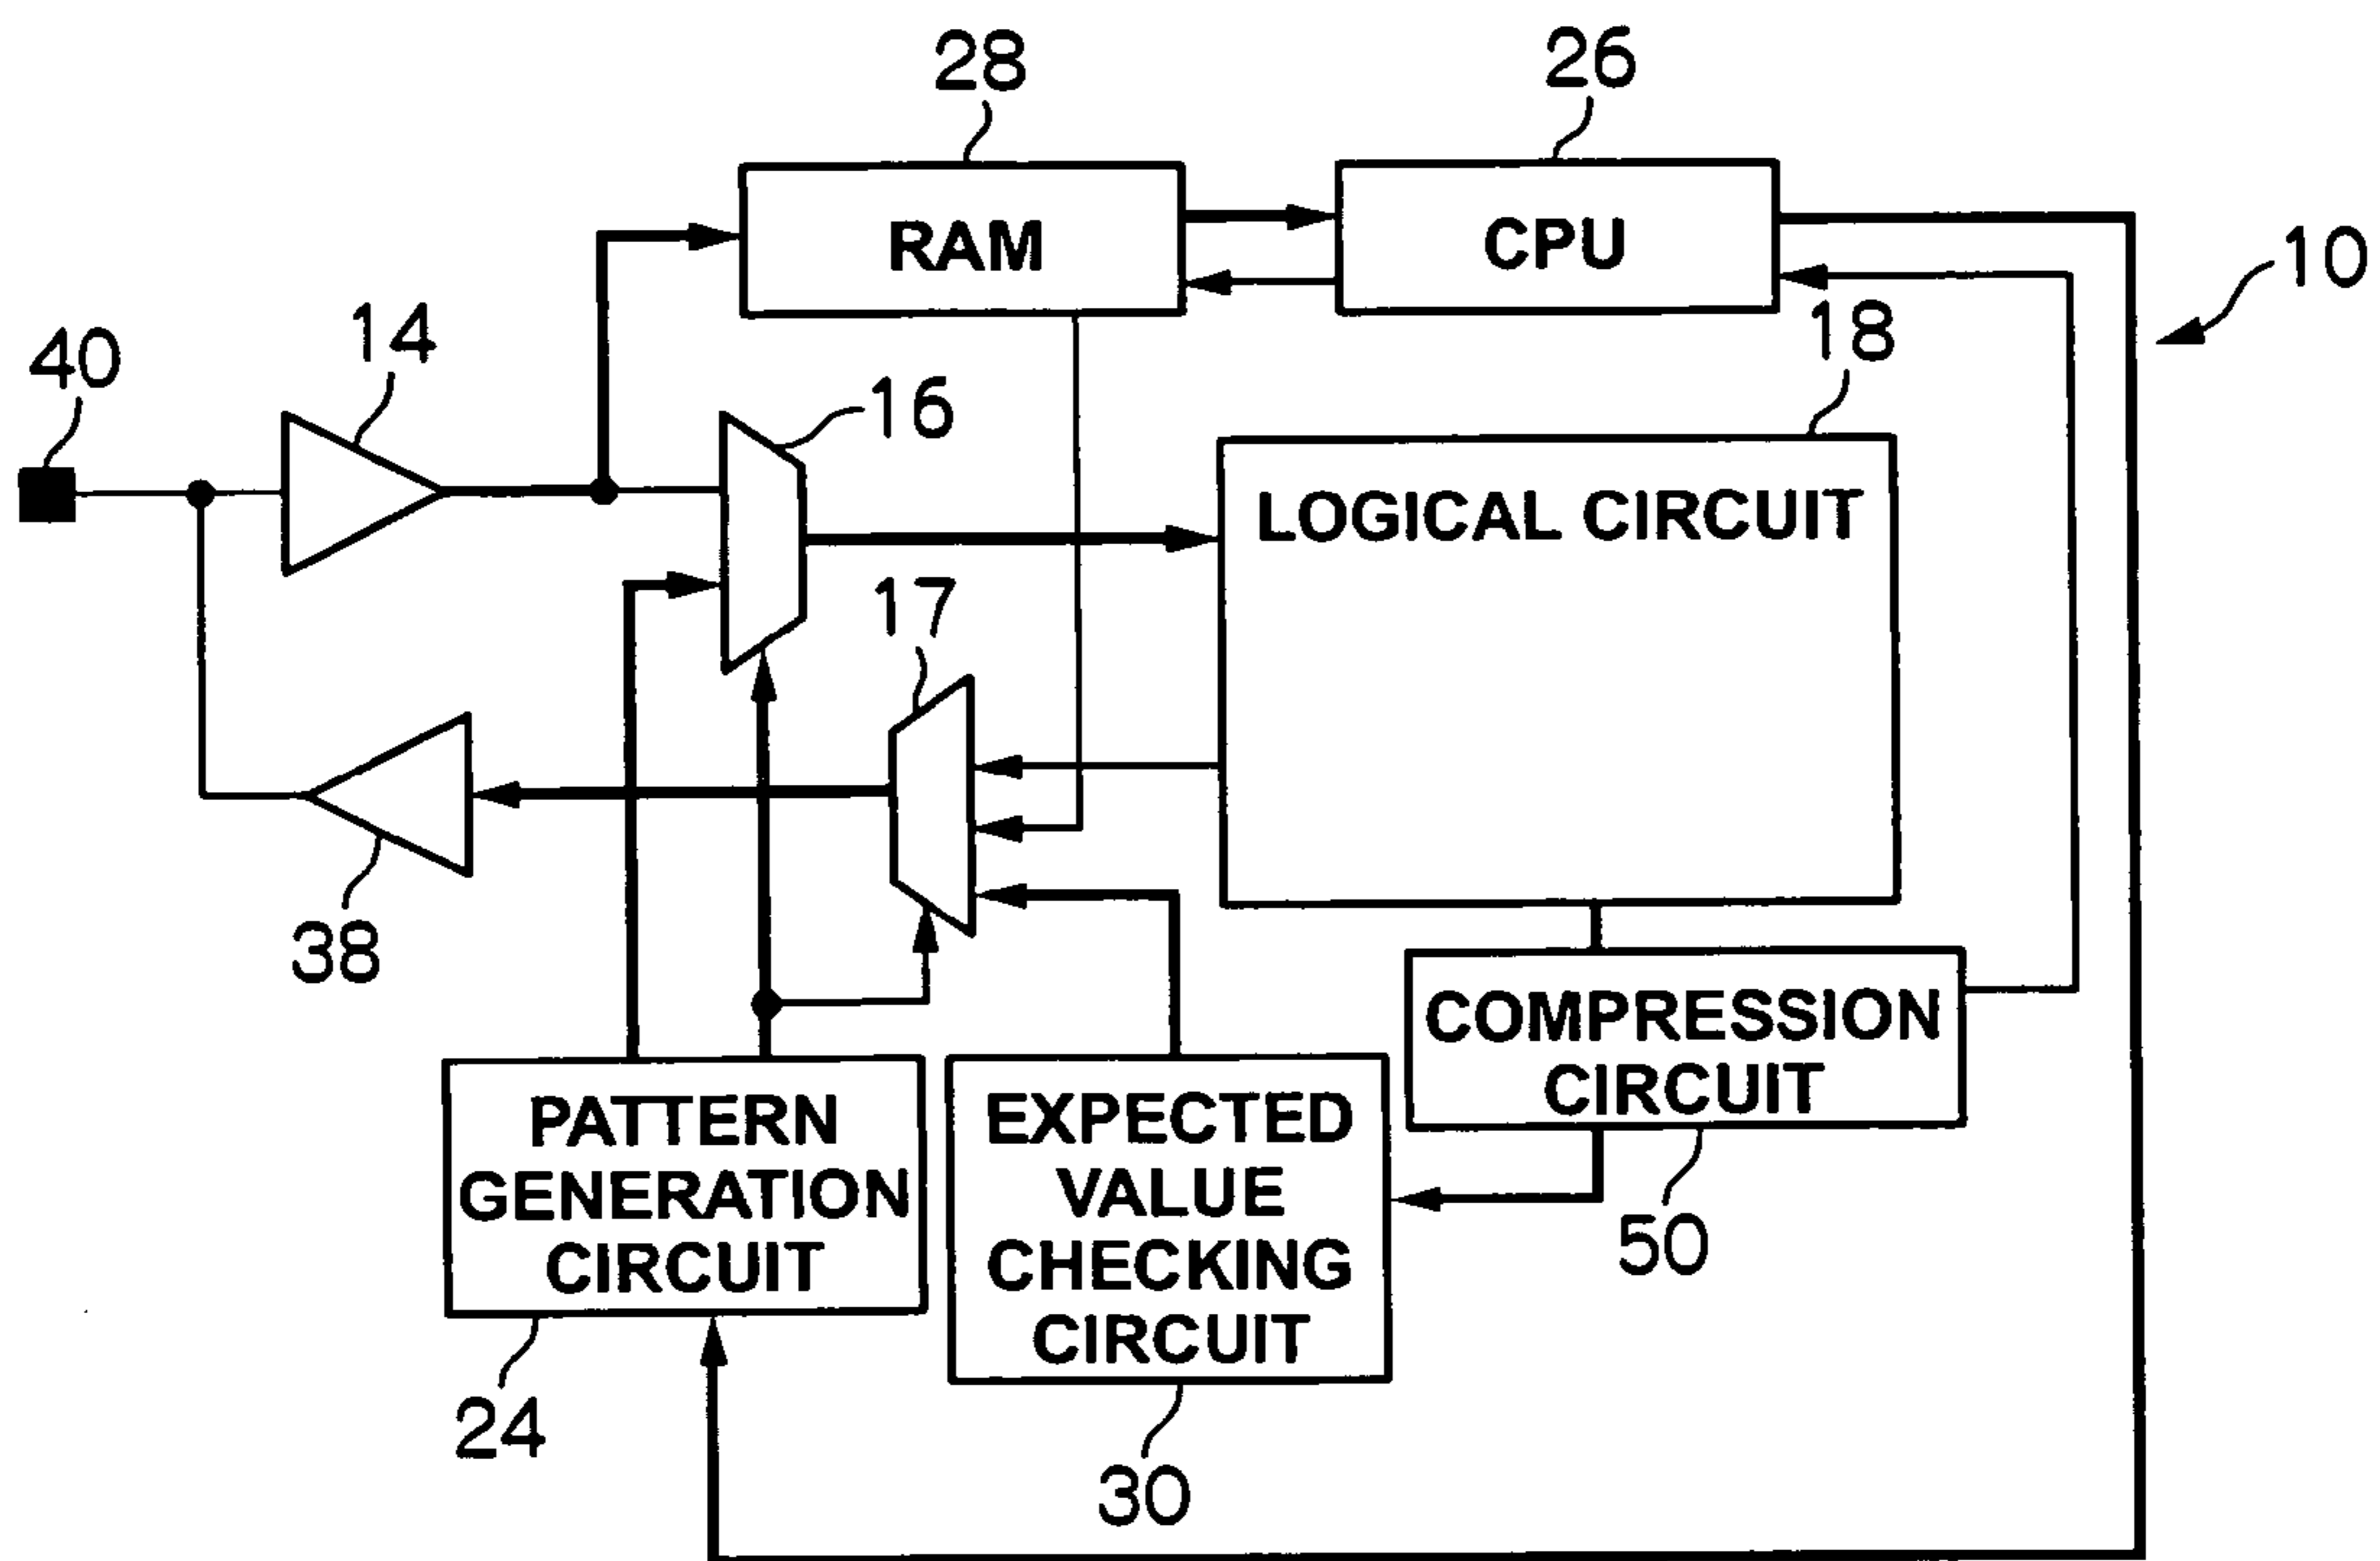 28
26
RAM
CPU
10
14
18
40
16
LOGICAL CIRCUIT
17
38
COMPRESSION
CIRCUIT
PATTERN
GENERATION
CIRCUIT
EXPECTED
VALUE
CHECKING
CIRCUIT
50
24
30